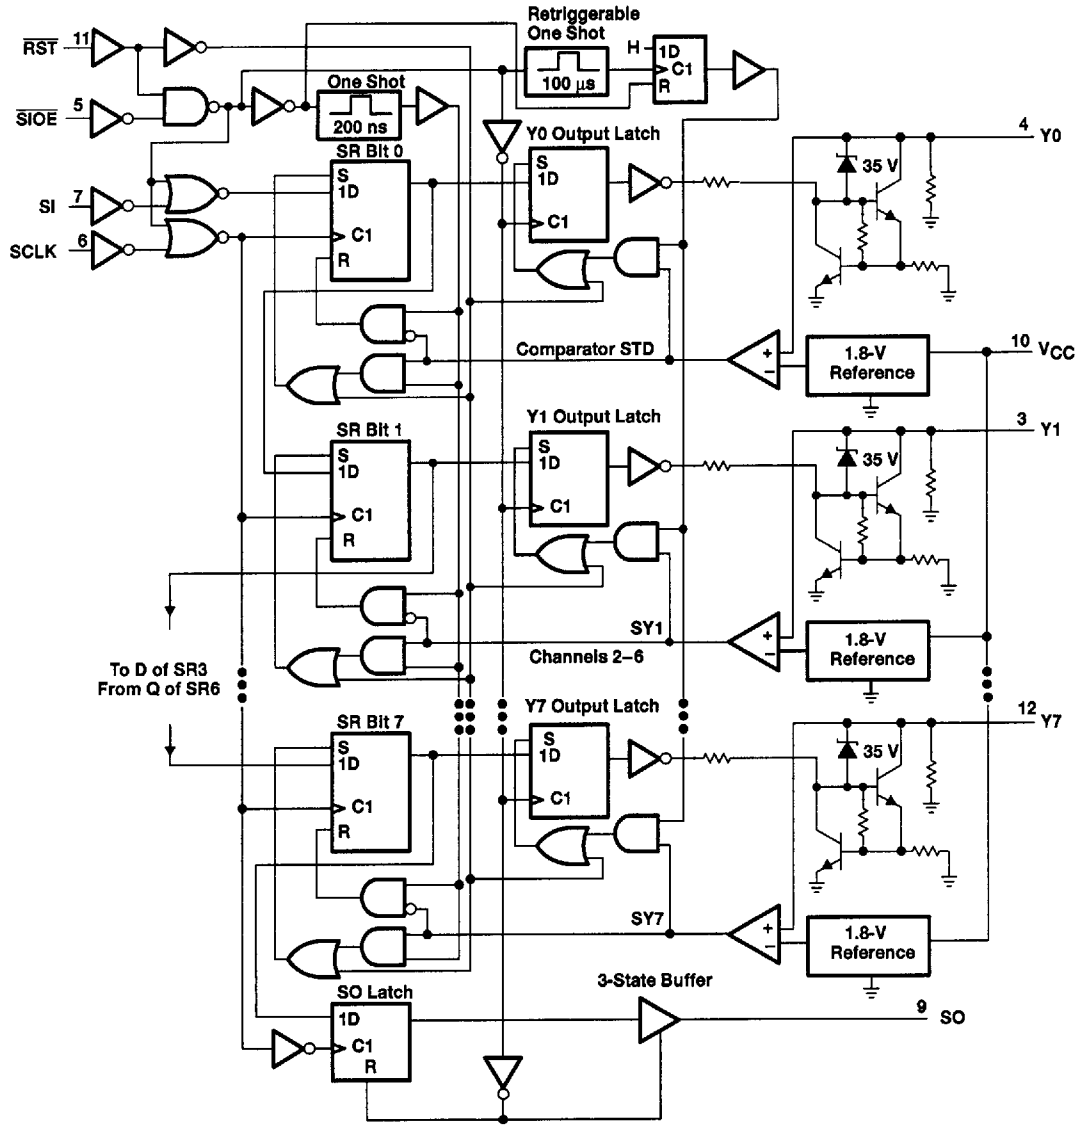 Retriggerable
One Shot
RST 11
H
1D
C1
R
100 µs
One Shot
200 ns
5
SIOE
SI 7
SCLK 6
SR Bit 0
S
1D
C1
R
Y0 Output Latch
S
1D
C1
4 Y0
35 V
Comparator STD
+
−
1.8-V
Reference
10 VCC
SR Bit 1
S
1D
C1
R
Y1 Output Latch
S
1D
C1
3 Y1
35 V
SY1
Channels 2–6
+
−
1.8-V
Reference
To D of SR3
From Q of SR6
SR Bit 7
S
1D
C1
R
Y7 Output Latch
S
1D
C1
12 Y7
35 V
SY7
+
−
1.8-V
Reference
SO Latch
1D
C1
R
3-State Buffer
9 SO